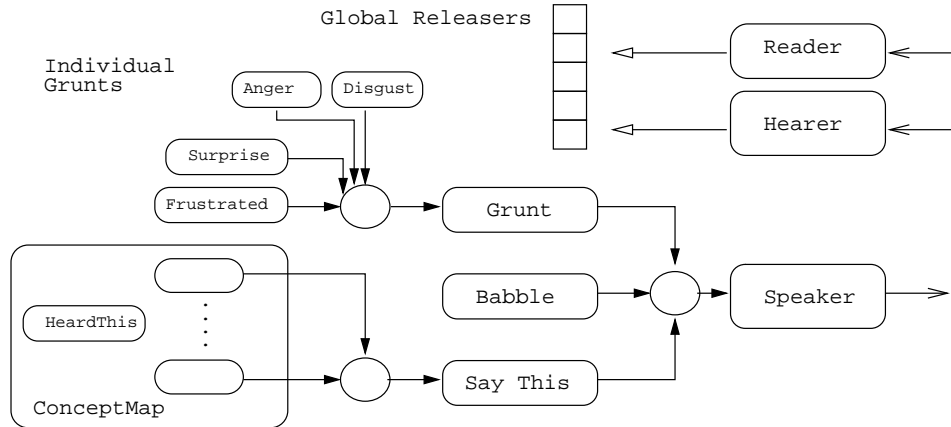 Global Releasers
Reader
Individual
Grunts
Anger
Disgust
Hearer
Surprise
Frustrated
Grunt
HeardThis
Babble
Speaker
Say This
ConceptMap